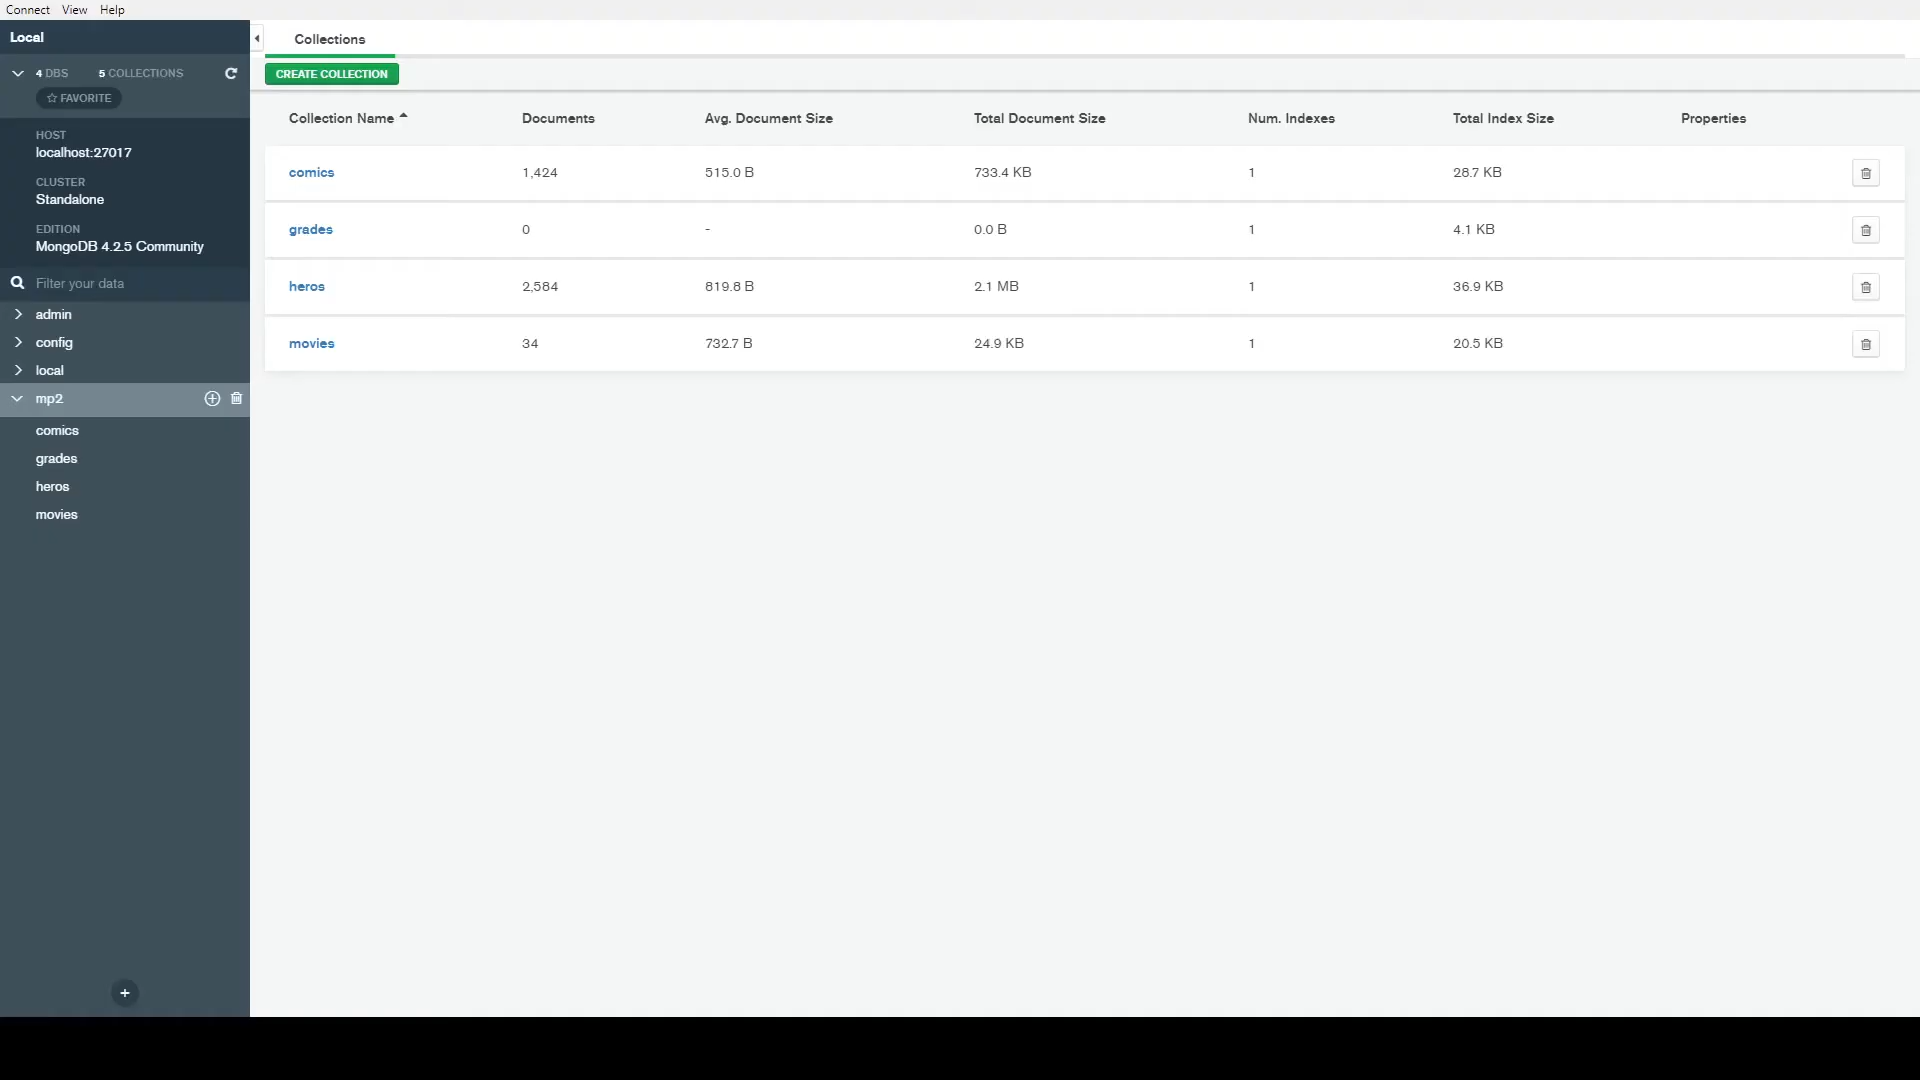 Connect View Help
Local
4 DBS 5 COLLECTIONS
FAVORITE
HOST
localhost:27017
CLUSTER
Standalone
EDITION
MongoDB 4.2.5 Community
Filter your data
admin
config
local
mp2
comics
grades
heros
movies
Collections
CREATE COLLECTION
Collection Name Documents Avg. Document Size Total Document Size Num. Indexes Total Index Size Properties
comics 1,424 515.0 B 733.4 KB 1 28.7 KB
grades 0 - 0.0 B 1 4.1 KB
heros 2,584 819.8 B 2.1 MB 1 36.9 KB
movies 34 732.7 B 24.9 KB 1 20.5 KB